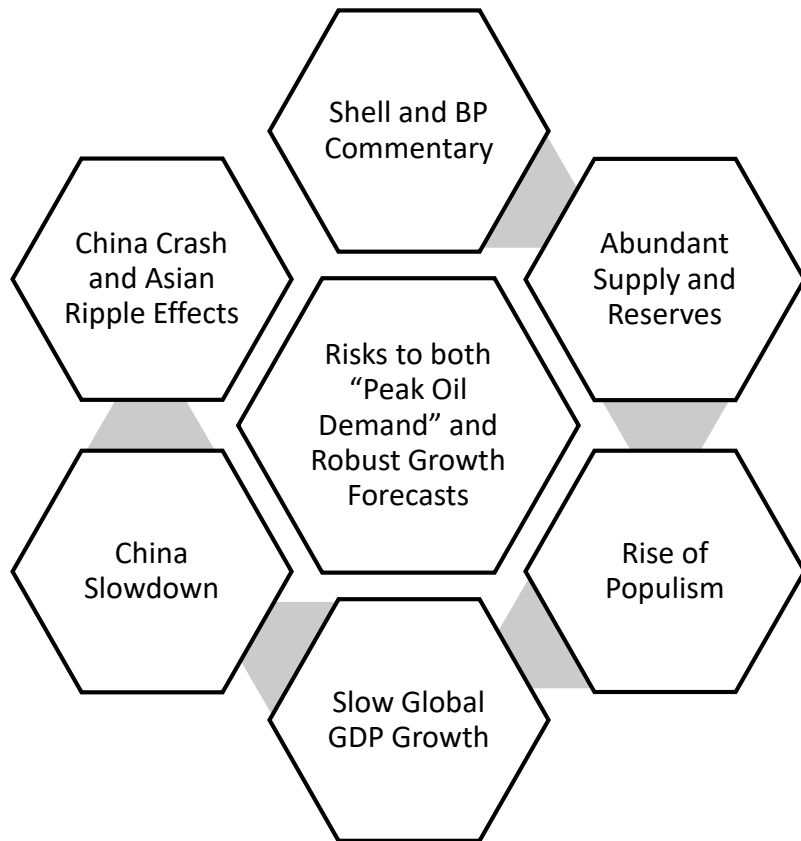 Shell and BP
Commentary
Abundant
Supply and
Reserves
Rise of
Populism
Slow Global
GDP Growth
China
Slowdown
China Crash
and Asian
Ripple Effects
Risks to both
“Peak Oil
Demand” and
Robust Growth
Forecasts